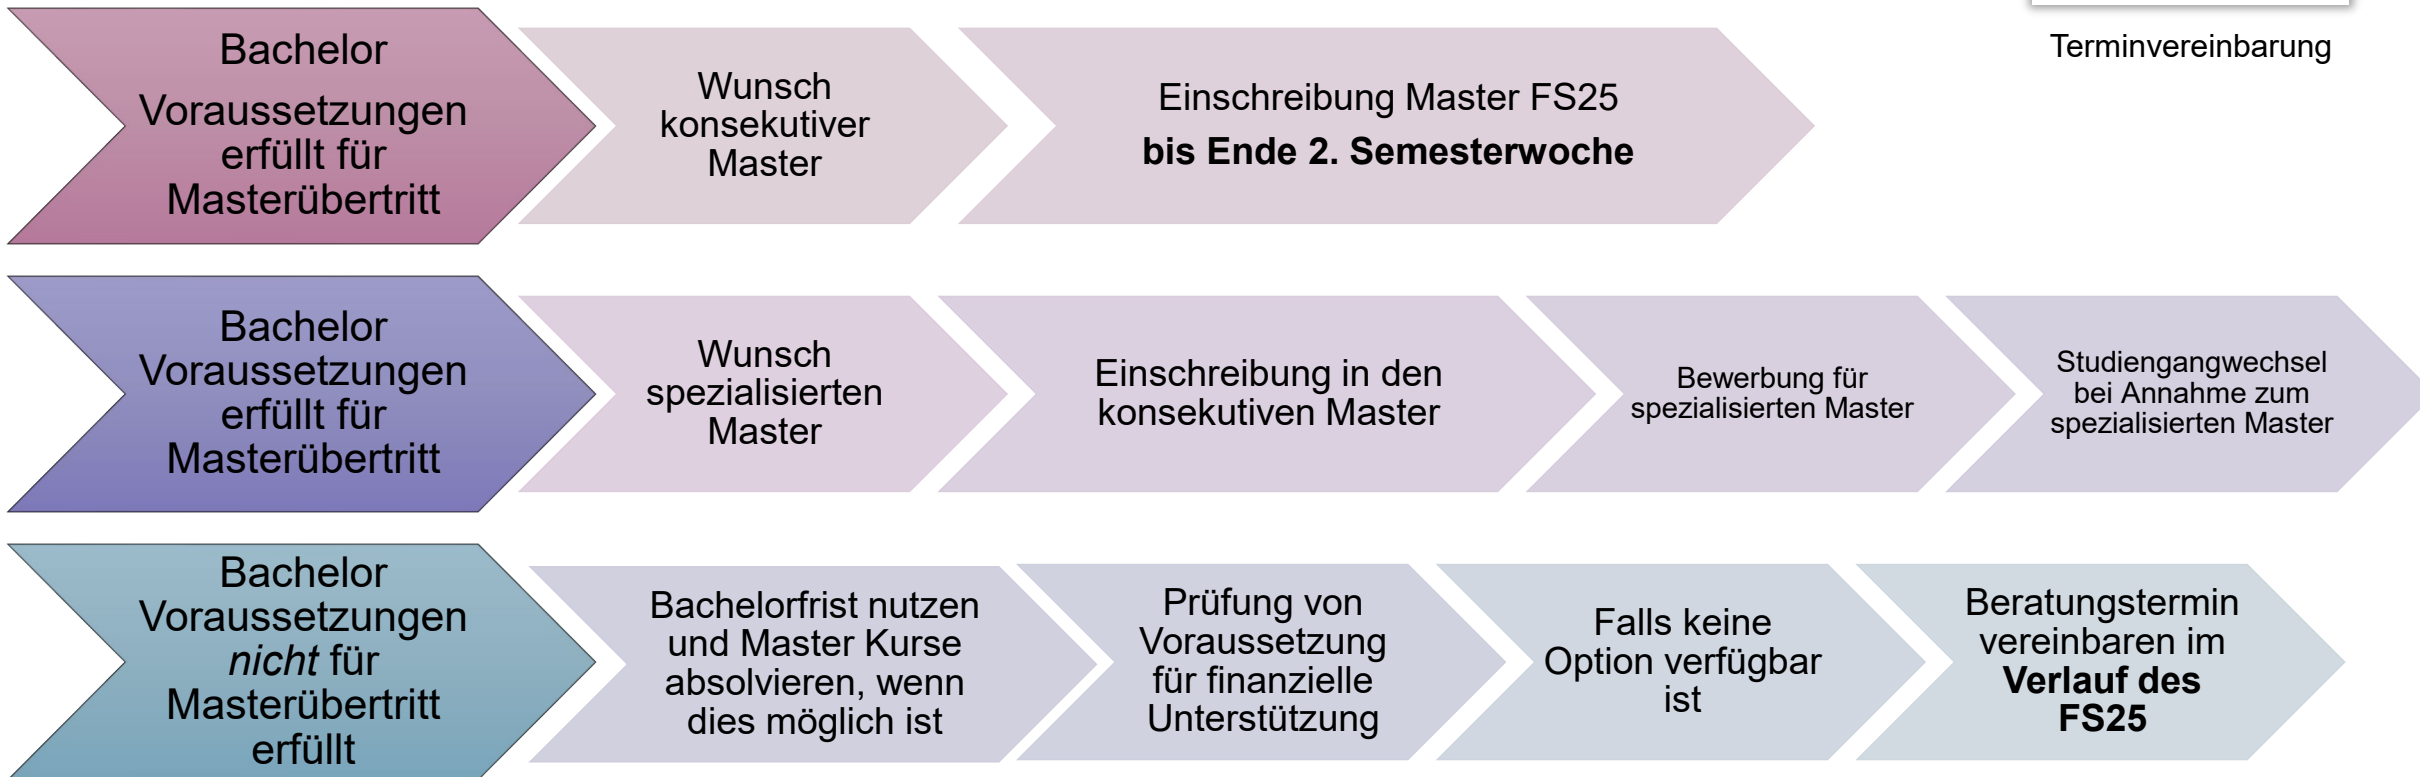 Terminvereinbarung
Bachelor
Voraussetzungen
erfüllt für
Masterübertritt
Wunsch
konsekutiver
Master
Einschreibung Master FS25
bis Ende 2. Semesterwoche
Bachelor
Voraussetzungen
erfüllt für
Masterübertritt
Wunsch
spezialisierten
Master
Einschreibung in den
konsekutiven Master
Bewerbung für
spezialisierten Master
Studiengangwechsel
bei Annahme zum
spezialisierten Master
Bachelor
Voraussetzungen
nicht für
Masterübertritt
erfüllt
Bachelorfrist nutzen
und Master Kurse
absolvieren, wenn
dies möglich ist
Prüfung von
Voraussetzung
für finanzielle
Unterstützung
Falls keine
Option verfügbar
ist
Beratungstermin
vereinbaren im
Verlauf des
FS25